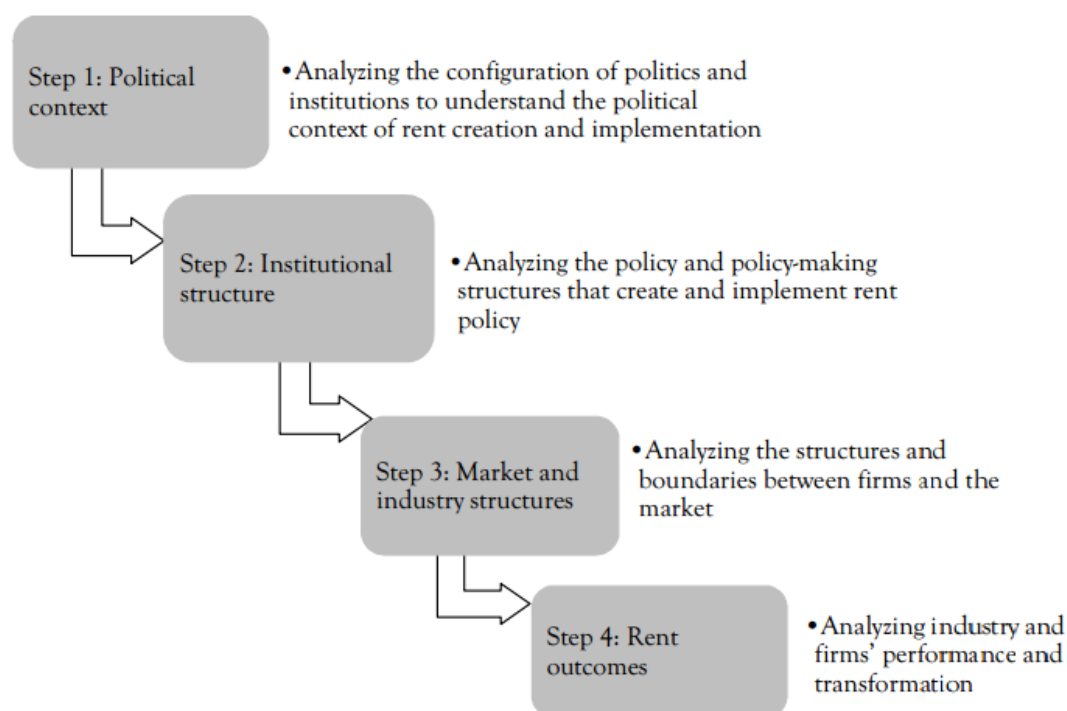 Step 1: Political
context
•Analyzing the configuration of politics and
institutions to understand the political
context of rent creation and implementation
Step 2: Institutional
structure
•Analyzing the policy and policy-making
structures that create and implement rent
policy
Step 3: Market and
industry structures
•Analyzing the structures and
boundaries between firms and the
market
Step 4: Rent
outcomes
•Analyzing industry and
firms’ performance and
transformation